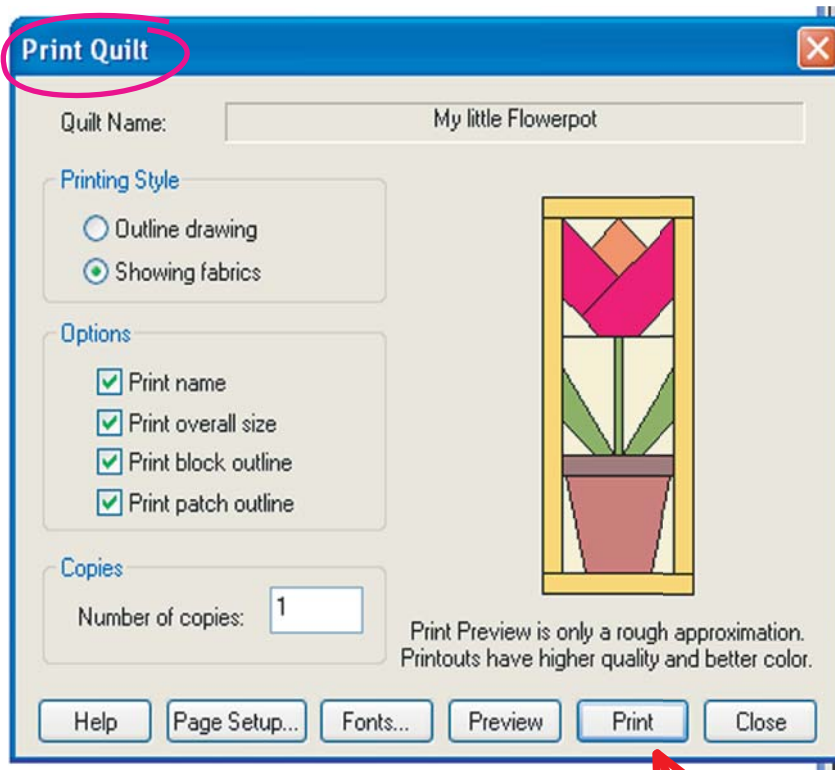 Print Quilt
Quilt Name: My little Flowerpot
Printing Style
Outline drawing
Showing fabrics
Options
Print name
Print overall size
Print block outline
Print patch outline
Copies
Number of copies: 1
Print Preview is only a rough approximation.
Printouts have higher quality and better color.
Help Page Setup... Fonts... Preview Print Close